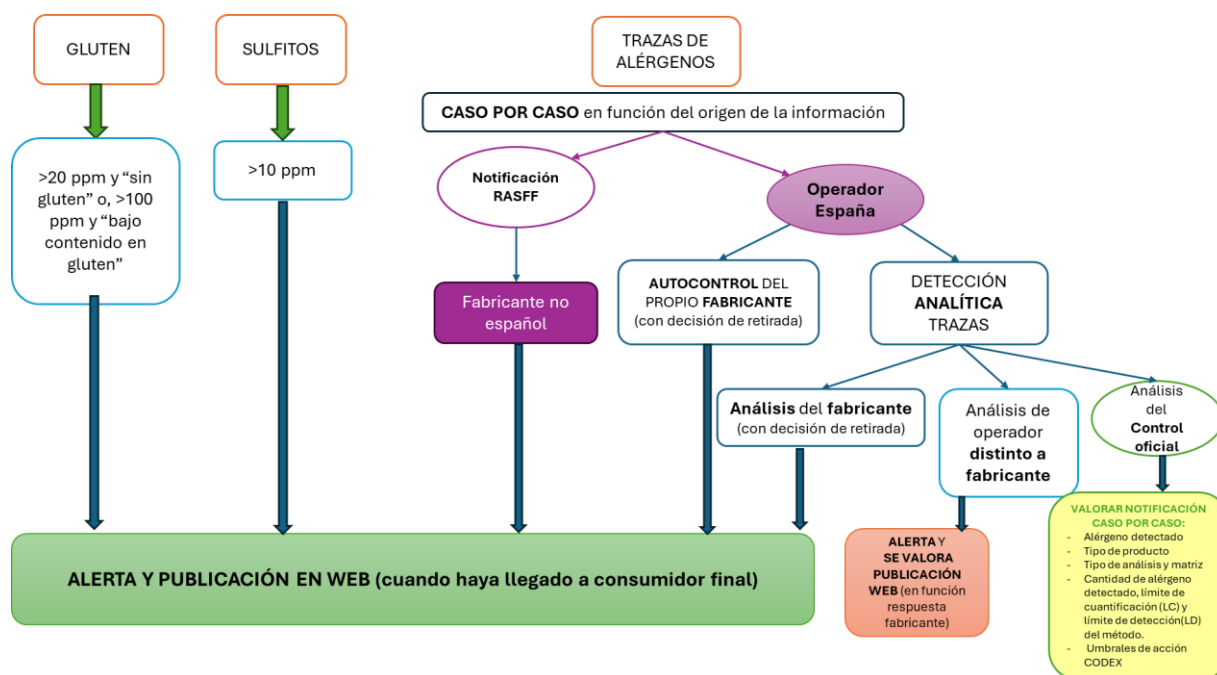 GLUTEN
SULFITOS
TRAZAS DE
ALÉRGENOS
CASO POR CASO en función del origen de la información
>20 ppm y “sin
gluten” o, >100
ppm y “bajo
contenido en
gluten”
>10 ppm
Notificación
RASFF
Operador
España
Fabricante no
español
AUTOCONTROL DEL
PROPIO FABRICANTE
(con decisión de retirada)
DETECCIÓN
ANALÍTICA
TRAZAS
Análisis del fabricante
(con decisión de retirada)
Análisis de
operador
distinto a
fabricante
Análisis
del
Control
oficial
ALERTA Y PUBLICACIÓN EN WEB (cuando haya llegado a consumidor final)
ALERTA Y
SE VALORA
PUBLICACIÓN
WEB (en función
respuesta
fabricante)
VALORAR NOTIFICACIÓN
CASO POR CASO:
- Alérgeno detectado
- Tipo de producto
- Tipo de análisis y matriz
- Cantidad de alérgeno
detectado, límite de
cuantificación (LC) y
límite de detección(LD)
del método.
- Umbrales de acción
CODEX